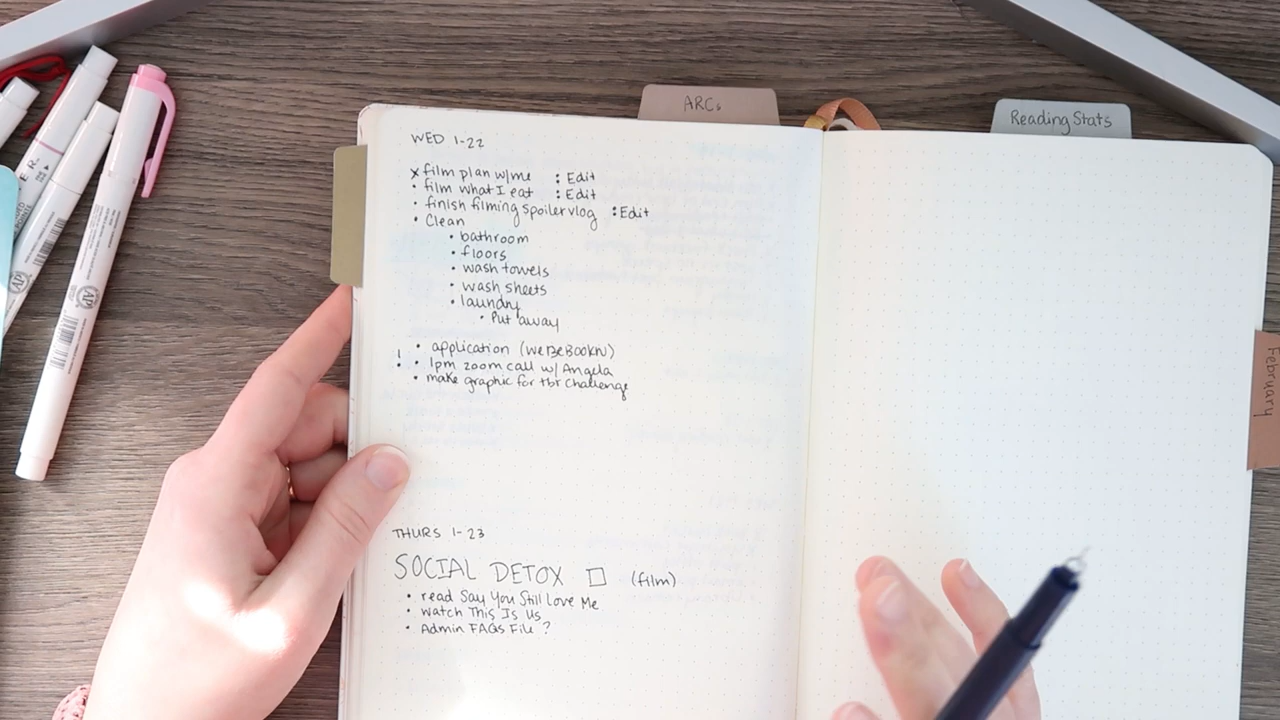 ARCs
Reading Stats
February
WED 1-22
x film plan w/me : Edit
• film what I eat : Edit
• finish filming spoiler vlog : Edit
• Clean
• bathroom
• floors
• wash towels
• wash sheets
• laundry
• Put away
! • application (WeBeBookN)
! • 1pm zoom call w/ Angela
• make graphic for tbr Challenge
THURS 1-23
SOCIAL DETOX □ (film)
• read Say You Still Love Me
• watch This Is Us
• Admin FAQs File ?
AP